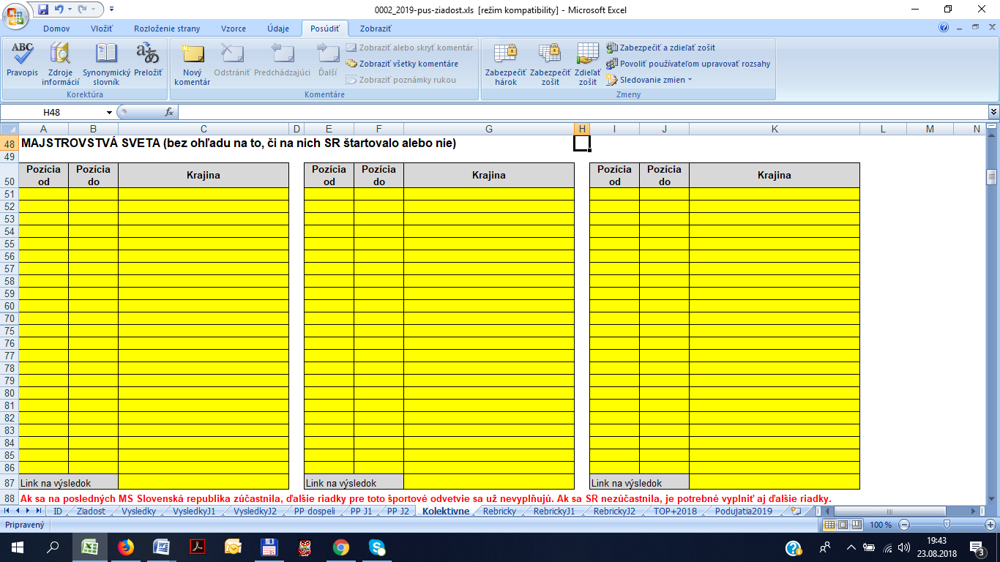 0002_2019-pus-ziadost.xls [režim kompatibility] - Microsoft Excel
Domov Vložiť Rozloženie strany Vzorce Údaje Posúdiť Zobraziť
ABC
Pravopis
Zdroje informácií
Synonymický slovník
Preložiť
Korektúra
Nový komentár
Odstrániť
Predchádzajúci
Ďalší
Zobraziť alebo skryť komentár
Zobraziť všetky komentáre
Zobraziť poznámky rukou
Komentáre
Zabezpečiť hárok
Zabezpečiť zošit
Zdieľať zošit
Zabezpečiť a zdieľať zošit
Povoliť používateľom upravovať rozsahy
Sledovanie zmien
Zmeny
H48 fx
A B C D E F G H I J K L M N
48 MAJSTROVSTVÁ SVETA (bez ohľadu na to, či na nich SR štartovalo alebo nie)
49
50 Pozícia od Pozícia do Krajina Pozícia od Pozícia do Krajina Pozícia od Pozícia do Krajina
51
52
53
54
55
56
57
58
59
60
70
75
76
77
78
79
80
81
82
83
84
85
86
87 Link na výsledok Link na výsledok Link na výsledok
88 Ak sa na posledných MS Slovenská republika zúčastnila, ďalšie riadky pre toto športové odvetvie sa už nevyplňujú. Ak sa SR nezúčastnila, je potrebné vyplniť aj ďalšie riadky.
ID Ziadost Vysledky VysledkyJ1 VysledkyJ2 PP dospeli PP J1 PP J2 Kolektivne Rebricky RebrickyJ1 RebrickyJ2 TOP+2018 Podujatia2019
Pripravený 100 %
19:43
23.08.2018
3